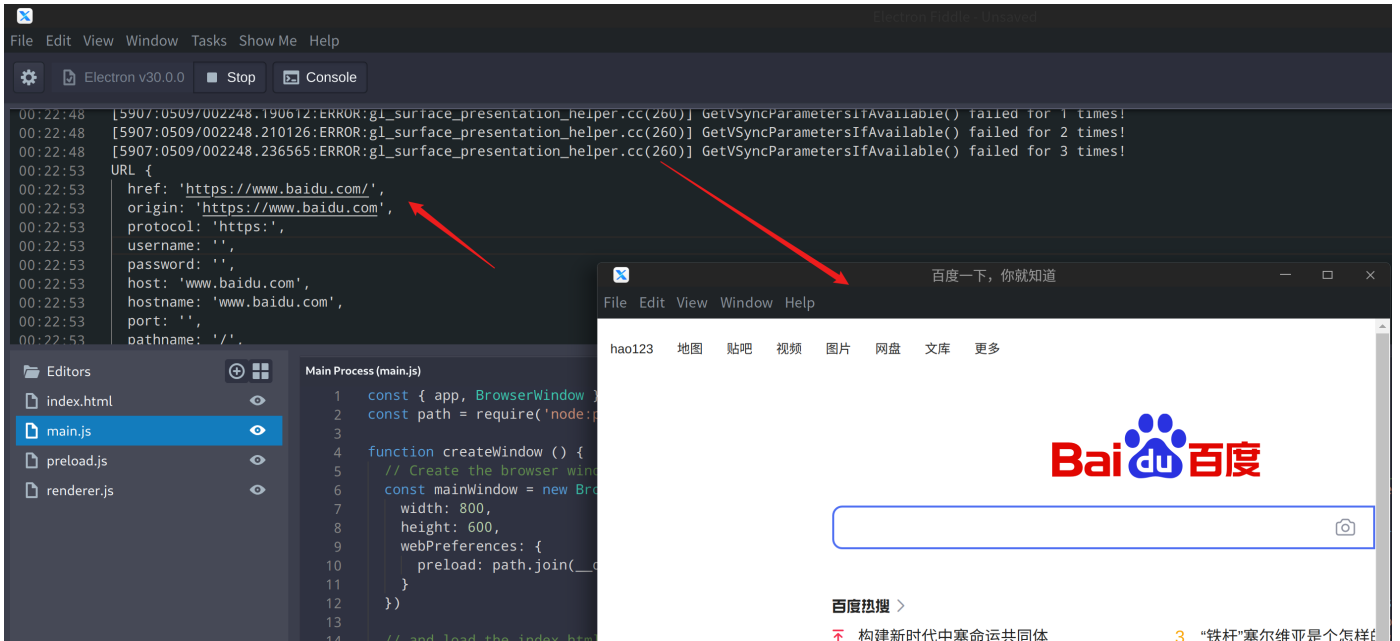 Electron Fiddle - Unsaved
File Edit View Window Tasks Show Me Help
Electron v30.0.0 Stop Console
00:22:48 [5907:0509/002248.190612:ERROR:gl_surface_presentation_helper.cc(260)] GetVSyncParametersIfAvailable() failed for 1 times!
00:22:48 [5907:0509/002248.210126:ERROR:gl_surface_presentation_helper.cc(260)] GetVSyncParametersIfAvailable() failed for 2 times!
00:22:48 [5907:0509/002248.236565:ERROR:gl_surface_presentation_helper.cc(260)] GetVSyncParametersIfAvailable() failed for 3 times!
00:22:53 URL {
00:22:53 href: 'https://www.baidu.com/',
00:22:53 origin: 'https://www.baidu.com',
00:22:53 protocol: 'https:',
00:22:53 username: '',
00:22:53 password: '',
00:22:53 host: 'www.baidu.com',
00:22:53 hostname: 'www.baidu.com',
00:22:53 port: '',
00:22:53 pathname: '/',
Editors
index.html
main.js
preload.js
renderer.js
Main Process (main.js)
1 const { app, BrowserWindow }
2 const path = require('node:p
3
4 function createWindow () {
5 // Create the browser wind
6 const mainWindow = new Bro
7 width: 800,
8 height: 600,
9 webPreferences: {
10 preload: path.join(__d
11 }
12 })
13
14 // and load the index.html
百度一下，你就知道
File Edit View Window Help
hao123 地图 贴吧 视频 图片 网盘 文库 更多
Bai du 百度
百度热搜
构建新时代中塞命运共同体
3 “铁杆”塞尔维亚是个怎样的